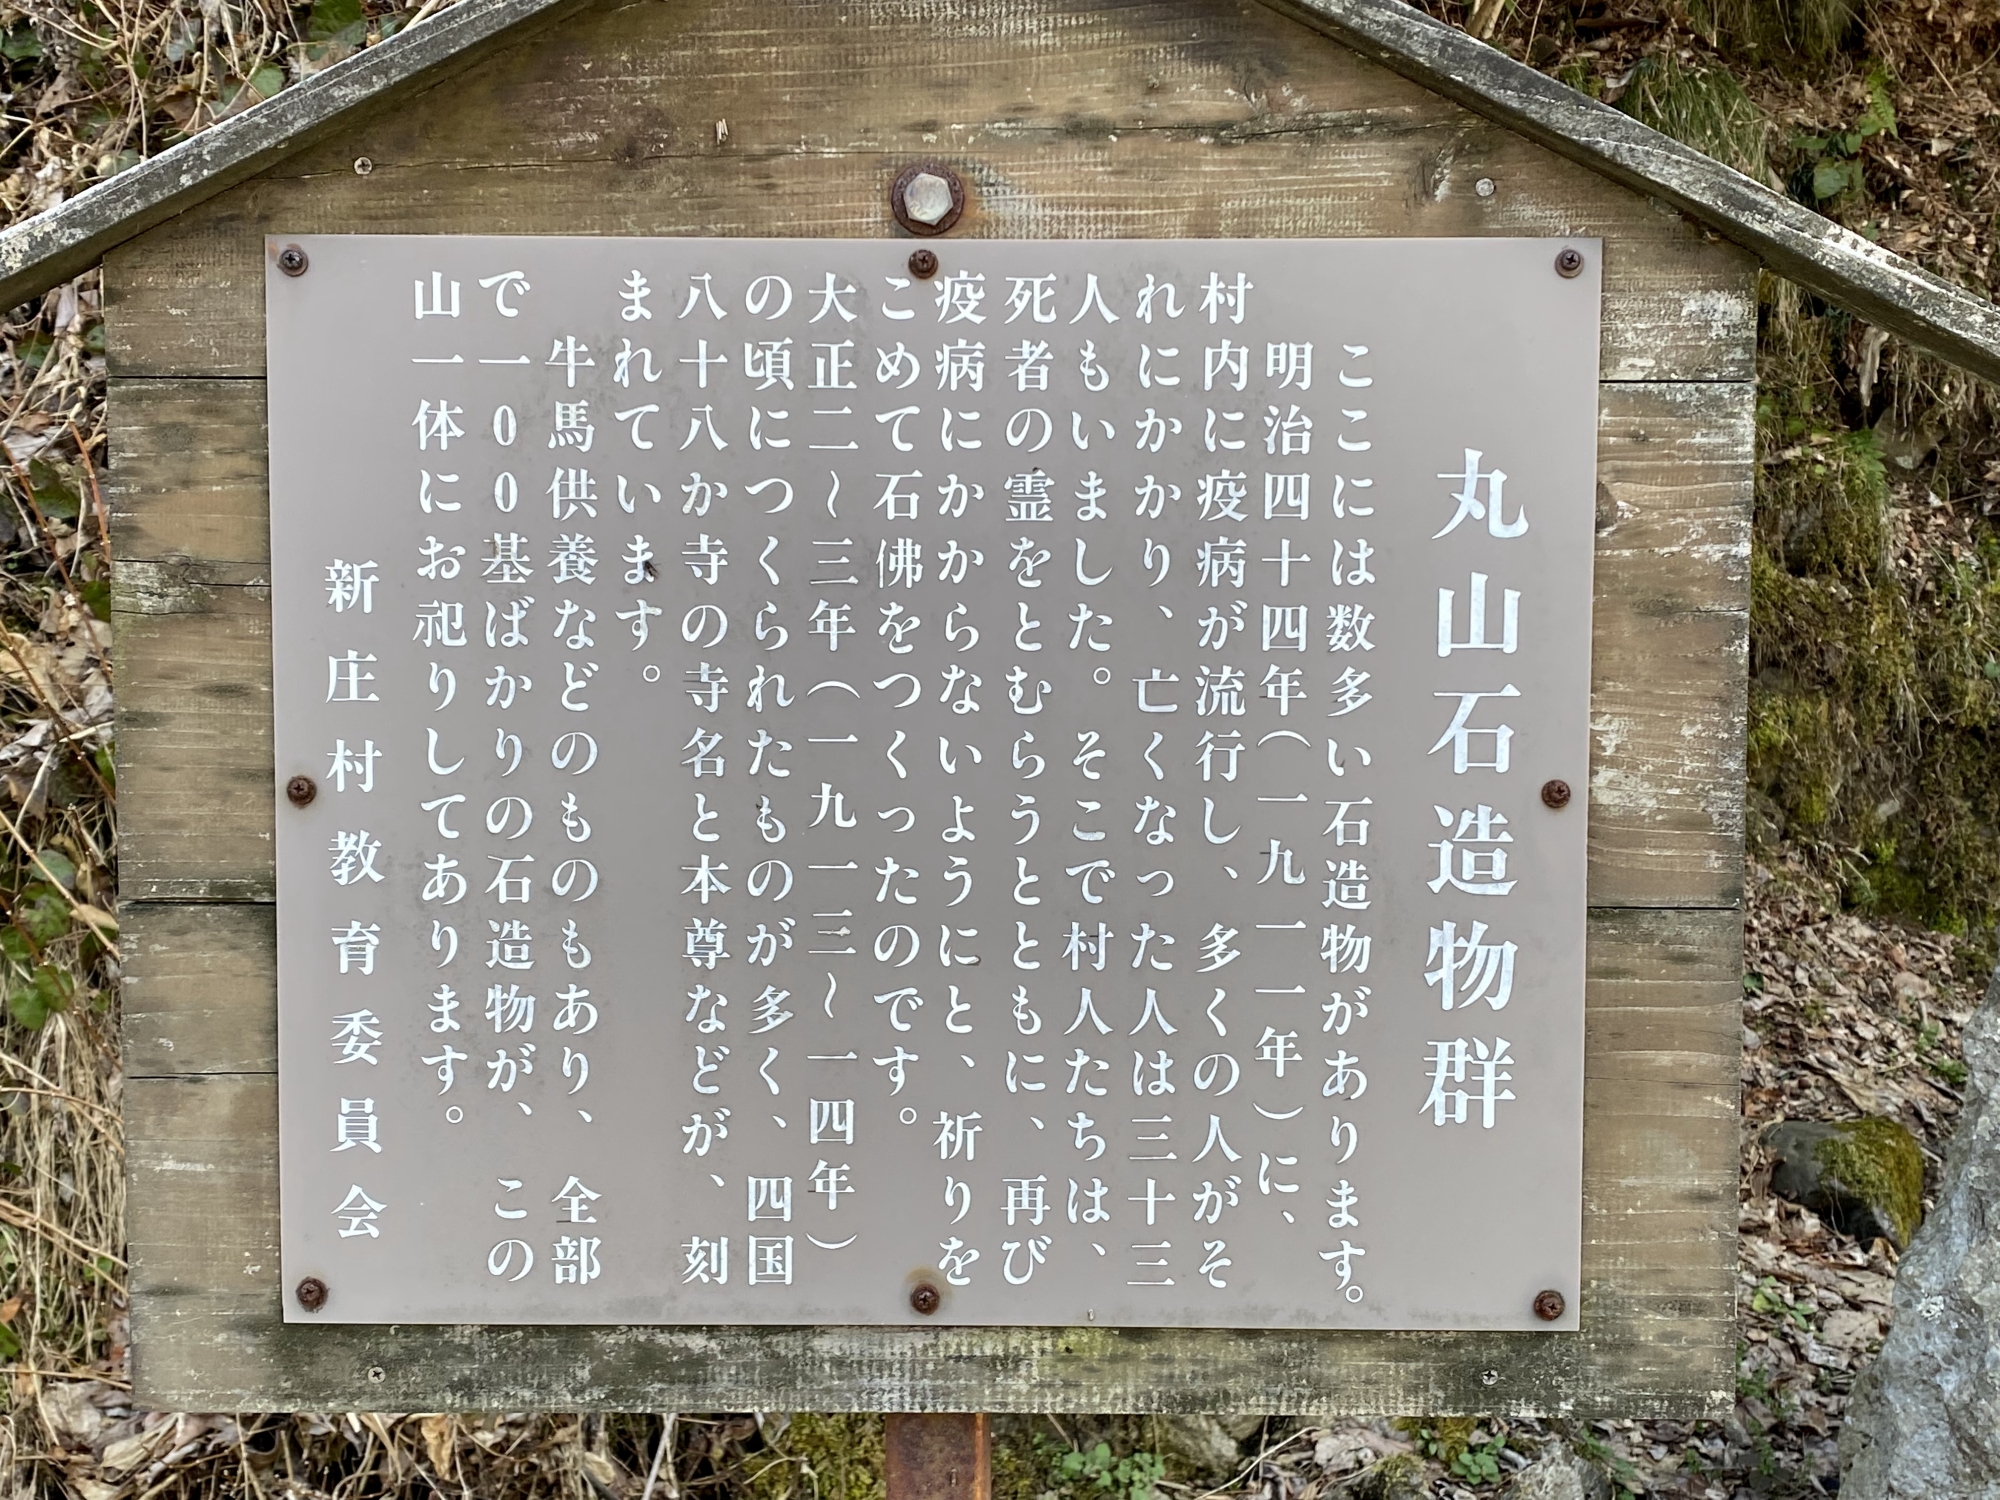 丸山石造物群
ここには数多い石造物があります。
明治四十四年（一九一一年）に、
村内に疫病が流行し、多くの人がそ
れにかかり、亡くなった人は三十三
人もいました。そこで村人たちは、
死者の霊をとむらうとともに、再び
疫病にかからないようにと、祈りを
こめて石佛をつくったのです。
大正二～三年（一九一三～一四年）
の頃につくられたものが多く、四国
八十八か寺の寺名と本尊などが、刻
まれています。
牛馬供養などのものもあり、全部
で一００基ばかりの石造物が、この
山一体にお祀りしてあります。
新庄村教育委員会